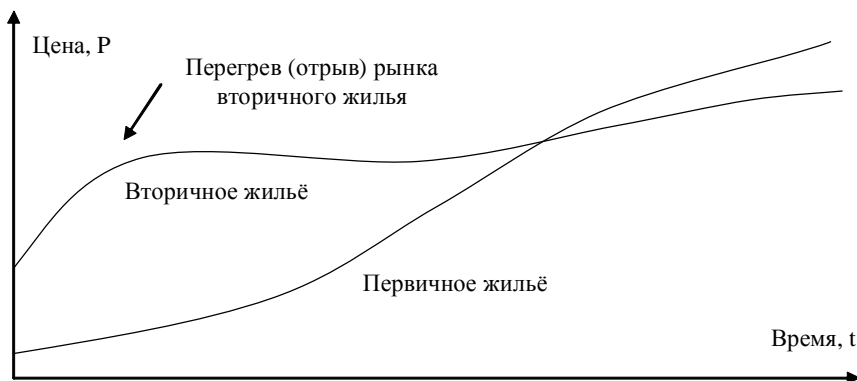 Цена, P
Перегрев (отрыв) рынка
вторичного жилья
Вторичное жильё
Первичное жильё
Время, t